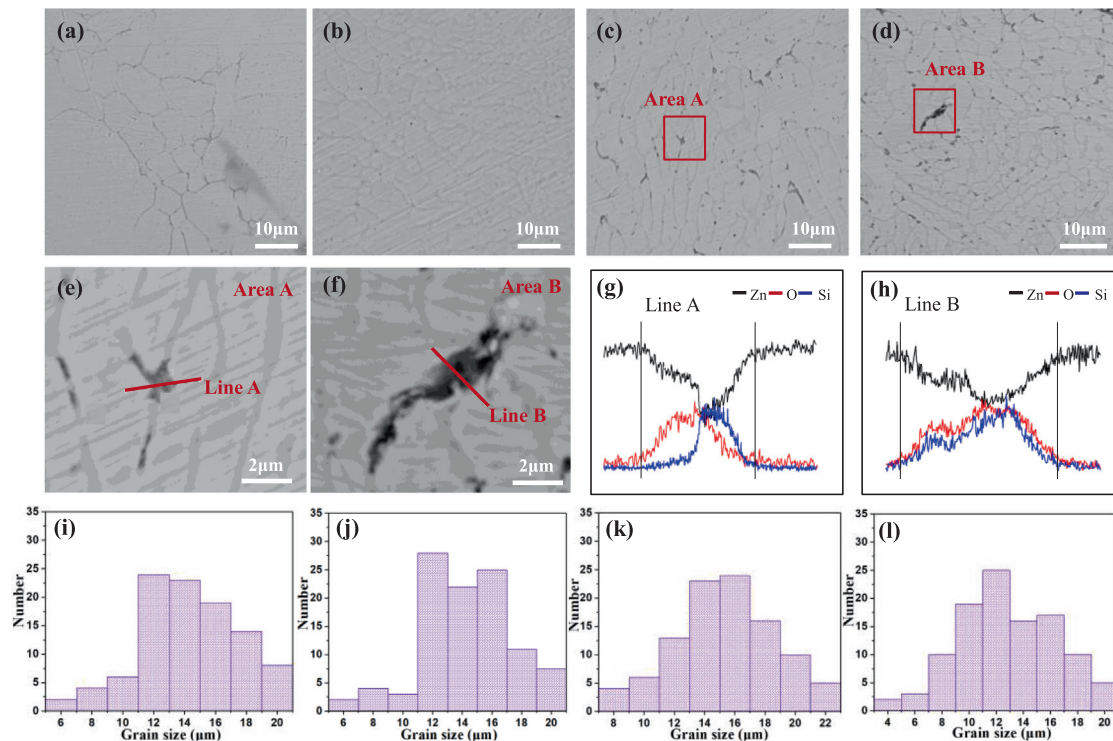 (a)
(b)
(c)
(d)
Area A
Area B
10μm
10μm
10μm
10μm
(e)
Area A
(f)
Area B
(g)
Zn O Si
(h)
Zn O Si
Line A
Line B
Line A
Line B
2μm
2μm
35
30
25
20
15
10
5
0
Number
(i)
6 8 10 12 14 16 18 20
Grain size (μm)
35
30
25
20
15
10
5
0
Number
(j)
6 8 10 12 14 16 18 20
Grain size (μm)
35
30
25
20
15
10
5
0
Number
(k)
8 10 12 14 16 18 20 22
Grain size (μm)
35
30
25
20
15
10
5
0
Number
(l)
4 6 8 10 12 14 16 18 20
Grain size (μm)